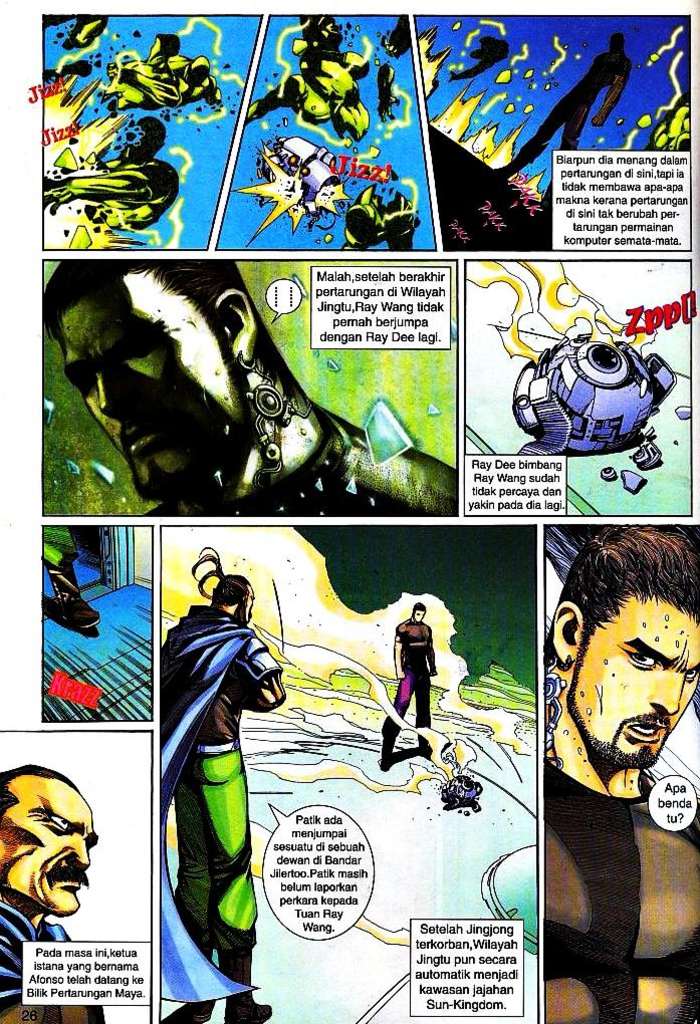 Jizz!
Jizz!
Jizz!
Biarpun dia menang dalam
pertarungan di sini,tapi ia
tidak membawa apa-apa
makna kerana pertarungan
di sini tak berubah per-
tarungan permainan
komputer semata-mata.
Malah,setelah berakhir
pertarungan di Wilayah
Jingtu,Ray Wang tidak
pernah berjumpa
dengan Ray Dee lagi.
Ray Dee bimbang
Ray Wang sudah
tidak percaya dan
yakin pada dia lagi.
Patik ada
menjumpai
sesuatu di sebuah
dewan di Bandar
Jilertoo.Patik masih
belum laporkan
perkara kepada
Tuan Ray
Wang.
Apa
benda
tu?
Pada masa ini,ketua
istana yang bernama
Afonso telah datang ke
Bilik Pertarungan Maya.
Setelah Jingjong
terkorban,Wilayah
Jingtu pun secara
automatik menjadi
kawasan jajahan
Sun-Kingdom.
26